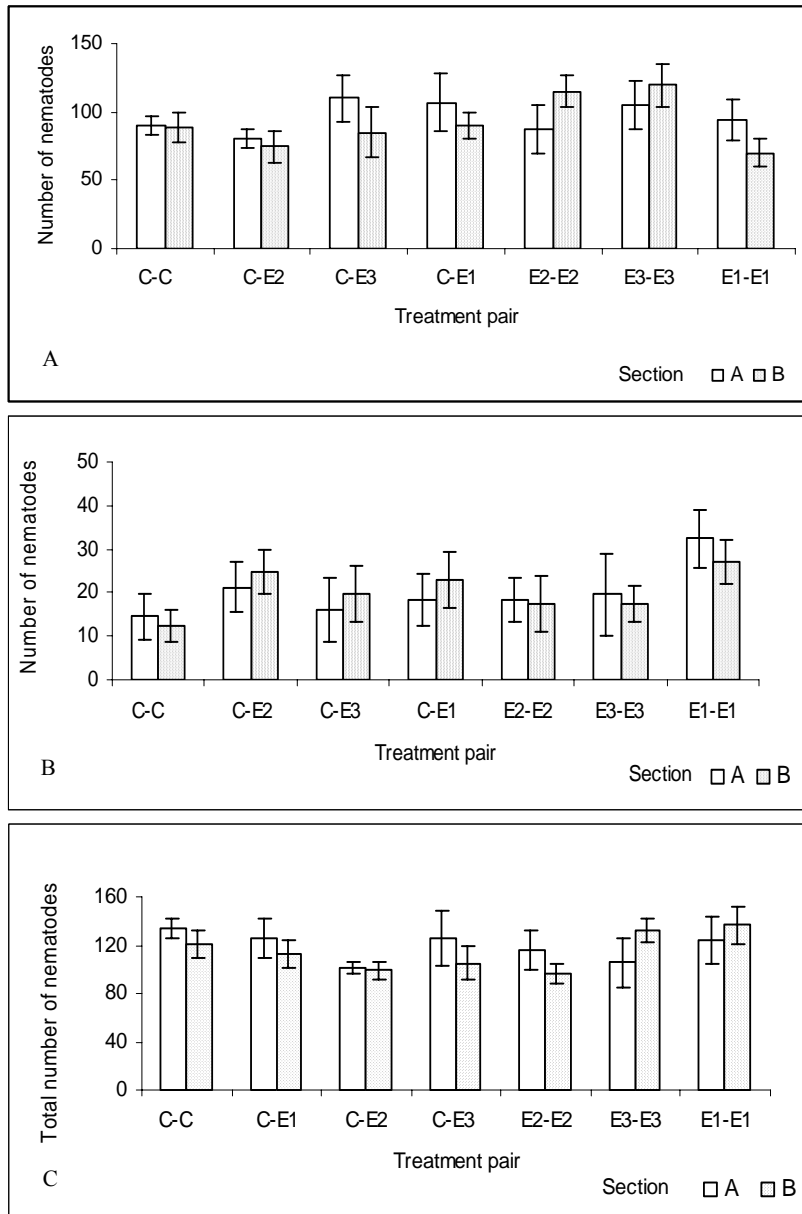 150
100
50
0
Number of nematodes
C-C C-E2 C-E3 C-E1 E2-E2 E3-E3 E1-E1
Treatment pair
A
Section A B
50
40
30
20
10
0
Number of nematodes
C-C C-E2 C-E3 C-E1 E2-E2 E3-E3 E1-E1
Treatment pair
B
Section A B
160
120
80
40
0
Total number of nematodes
C-C C-E1 C-E2 C-E3 E2-E2 E3-E3 E1-E1
Treatment pair
C
Section A B